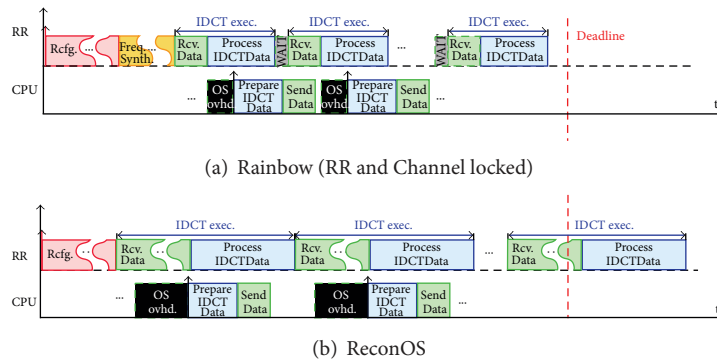 IDCT exec. IDCT exec. IDCT exec.
RR Rcfg. ... Freq. Synth. ... Rcv. Data Process IDCTData WAIT Rcv. Data Process IDCTData ... WAIT Rcv. Data Process IDCTData Deadline
CPU ... OS ovhd Prepare IDCT Data Send Data OS ovhd Prepare IDCT Data Send Data ...
t
(a) Rainbow (RR and Channel locked)
IDCT exec. IDCT exec. IDCT exec.
RR Rcfg. ... Rcv. Data ... Process IDCTData Rcv. Data ... Process IDCTData ... Rcv. Data ... Process IDCTData
CPU ... OS ovhd. Prepare IDCT Data Send Data OS ovhd. Prepare IDCT Data Send Data ...
t
(b) ReconOS